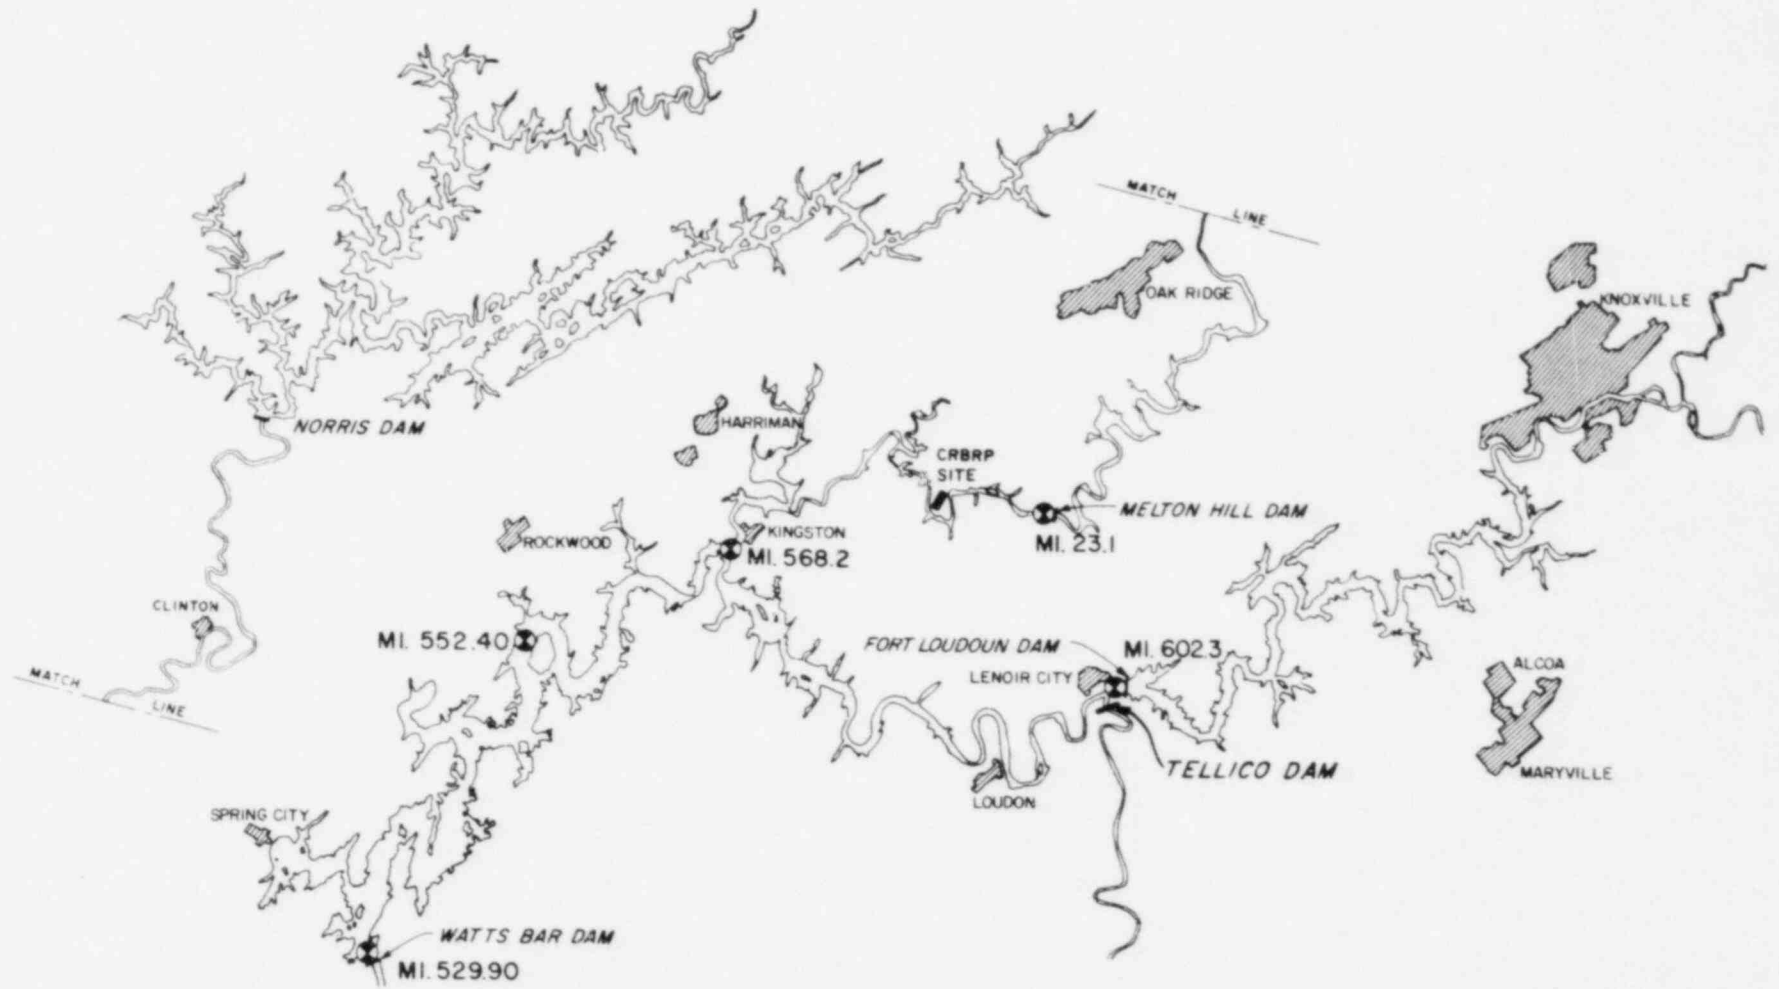 MATCH
LINE
OAK RIDGE
KNOXVILLE
NORRIS DAM
HARRIMAN
CRBRP
SITE
MELTON HILL DAM
MI. 23.1
ROCKWOOD
KINGSTON
MI. 568.2
CLINTON
MI. 552.40
FORT LOUDOUN DAM
MI. 602.3
LENOIR CITY
ALCOA
MATCH
LINE
TELLICO DAM
MARYVILLE
LOUDON
SPRING CITY
WATTS BAR DAM
MI. 529.90